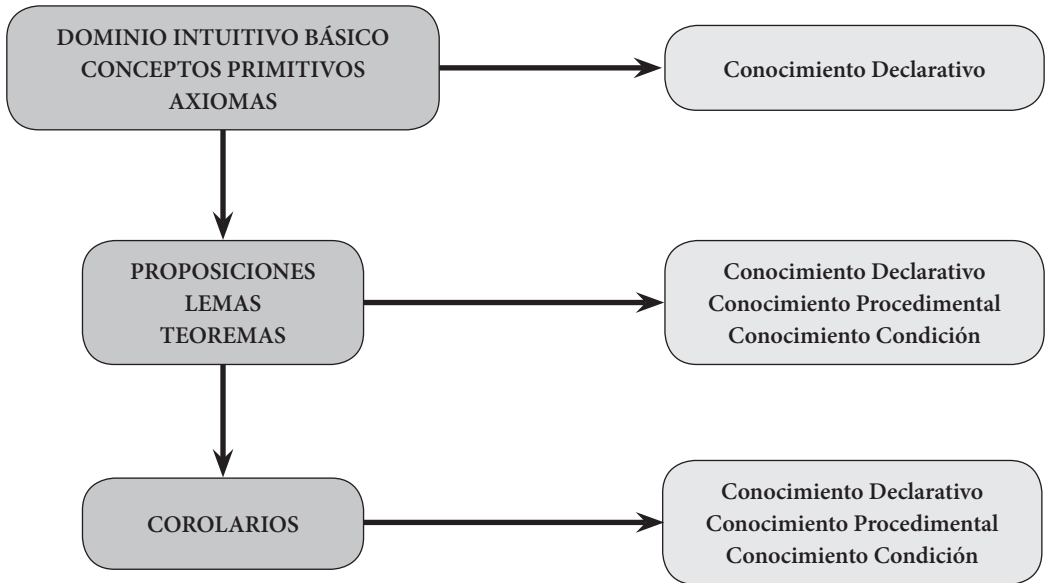 DOMINIO INTUITIVO BÁSICO
CONCEPTOS PRIMITIVOS
AXIOMAS
Conocimiento Declarativo
PROPOSICIONES
LEMAS
TEOREMAS
Conocimiento Declarativo
Conocimiento Procedimental
Conocimiento Condición
COROLARIOS
Conocimiento Declarativo
Conocimiento Procedimental
Conocimiento Condición